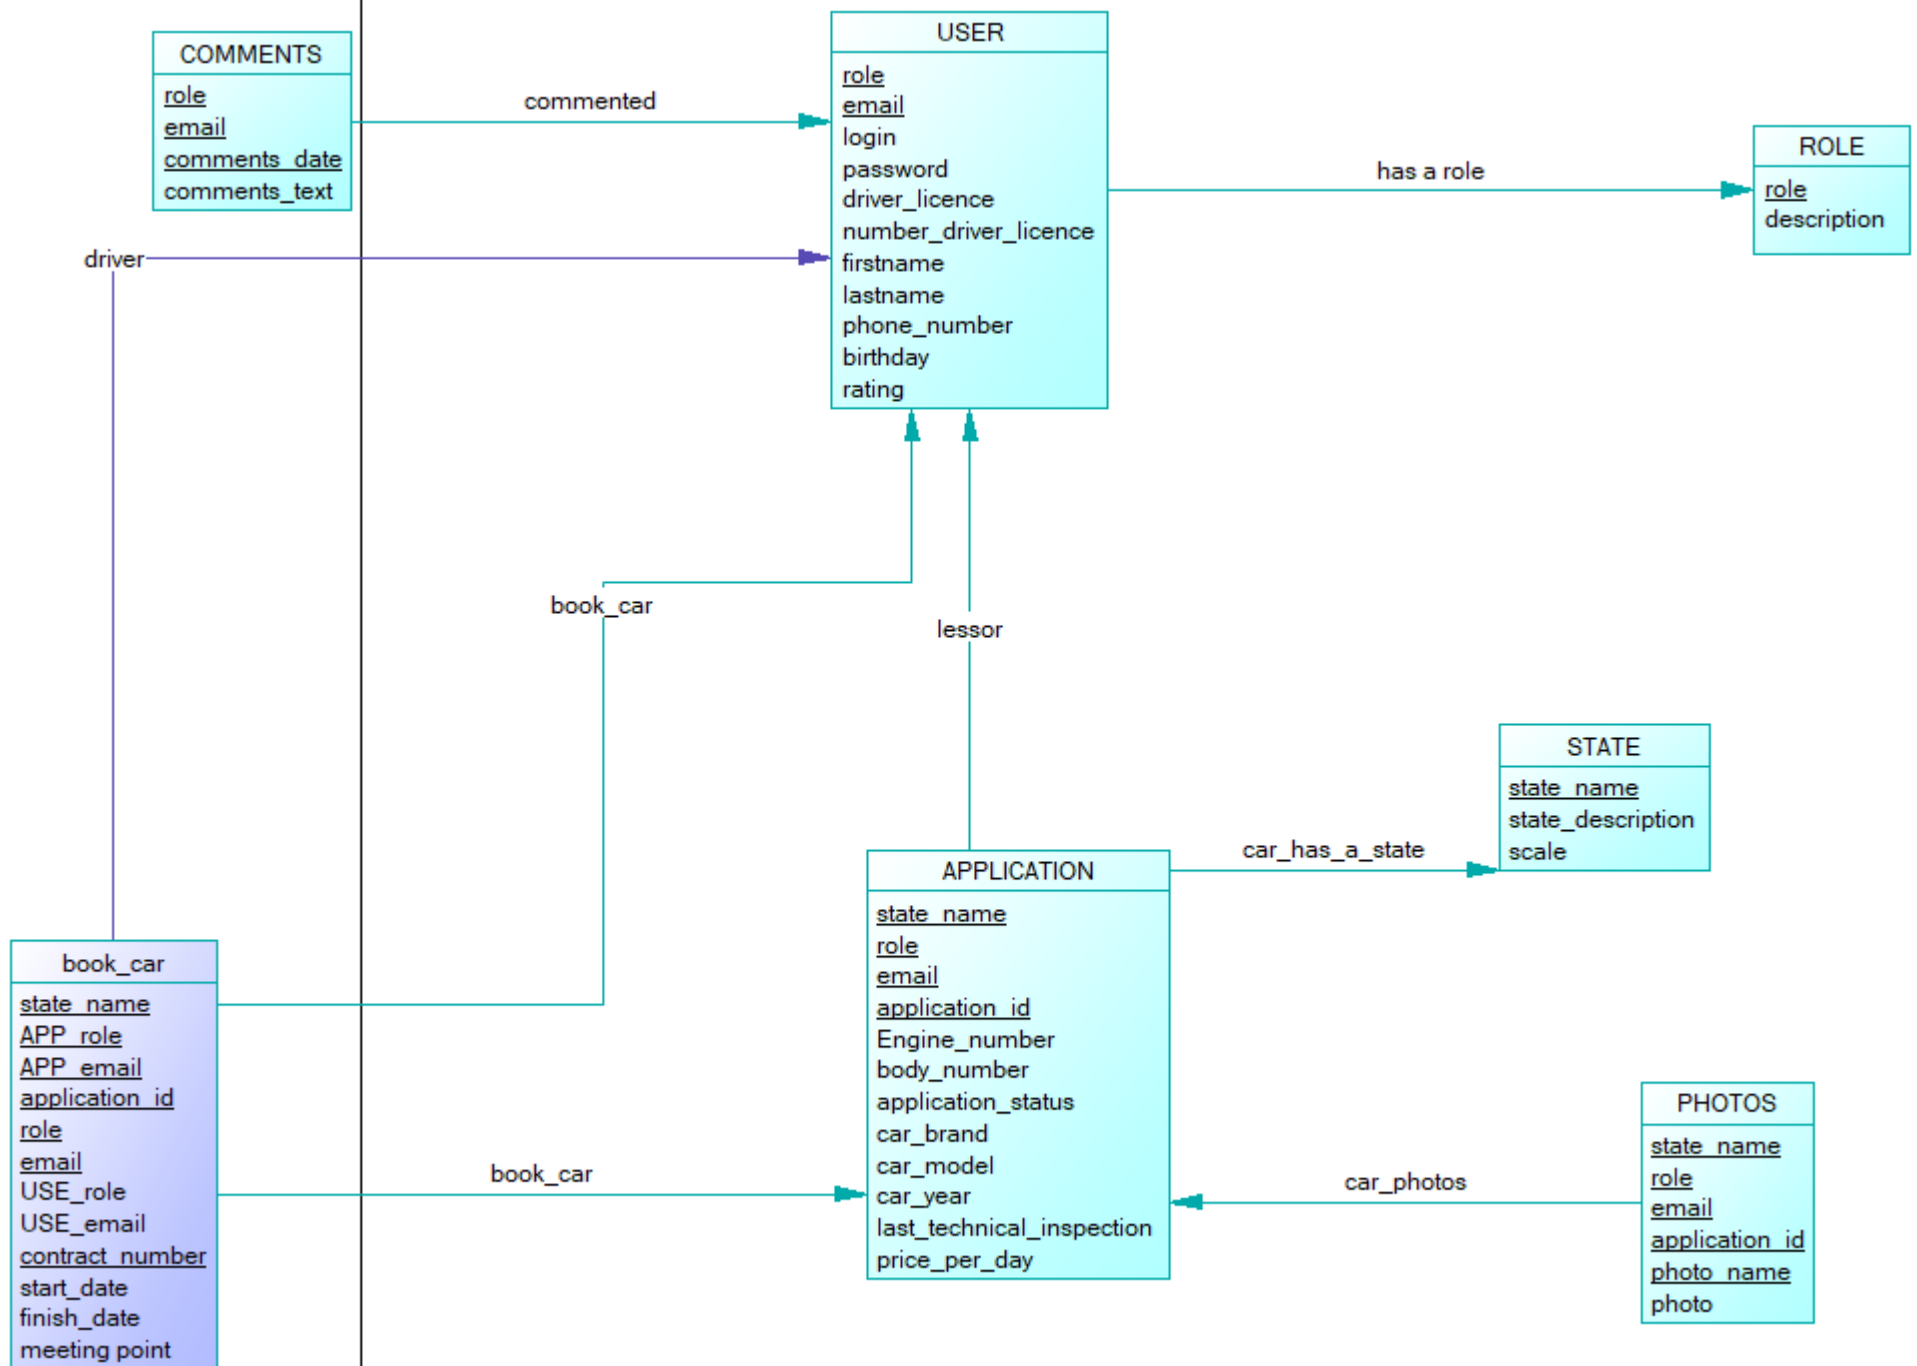 COMMENTS
role
email
comments_date
comments_text
commented
USER
role
email
login
password
driver_licence
number_driver_licence
firstname
lastname
phone_number
birthday
rating
has a role
ROLE
role
description
driver
book_car
lessor
STATE
state_name
state_description
scale
car_has_a_state
APPLICATION
state_name
role
email
application_id
Engine_number
body_number
application_status
car_brand
car_model
car_year
last_technical_inspection
price_per_day
book_car
state_name
APP_role
APP_email
application_id
role
email
USE_role
USE_email
contract_number
start_date
finish_date
meeting point
book_car
car_photos
PHOTOS
state_name
role
email
application_id
photo_name
photo